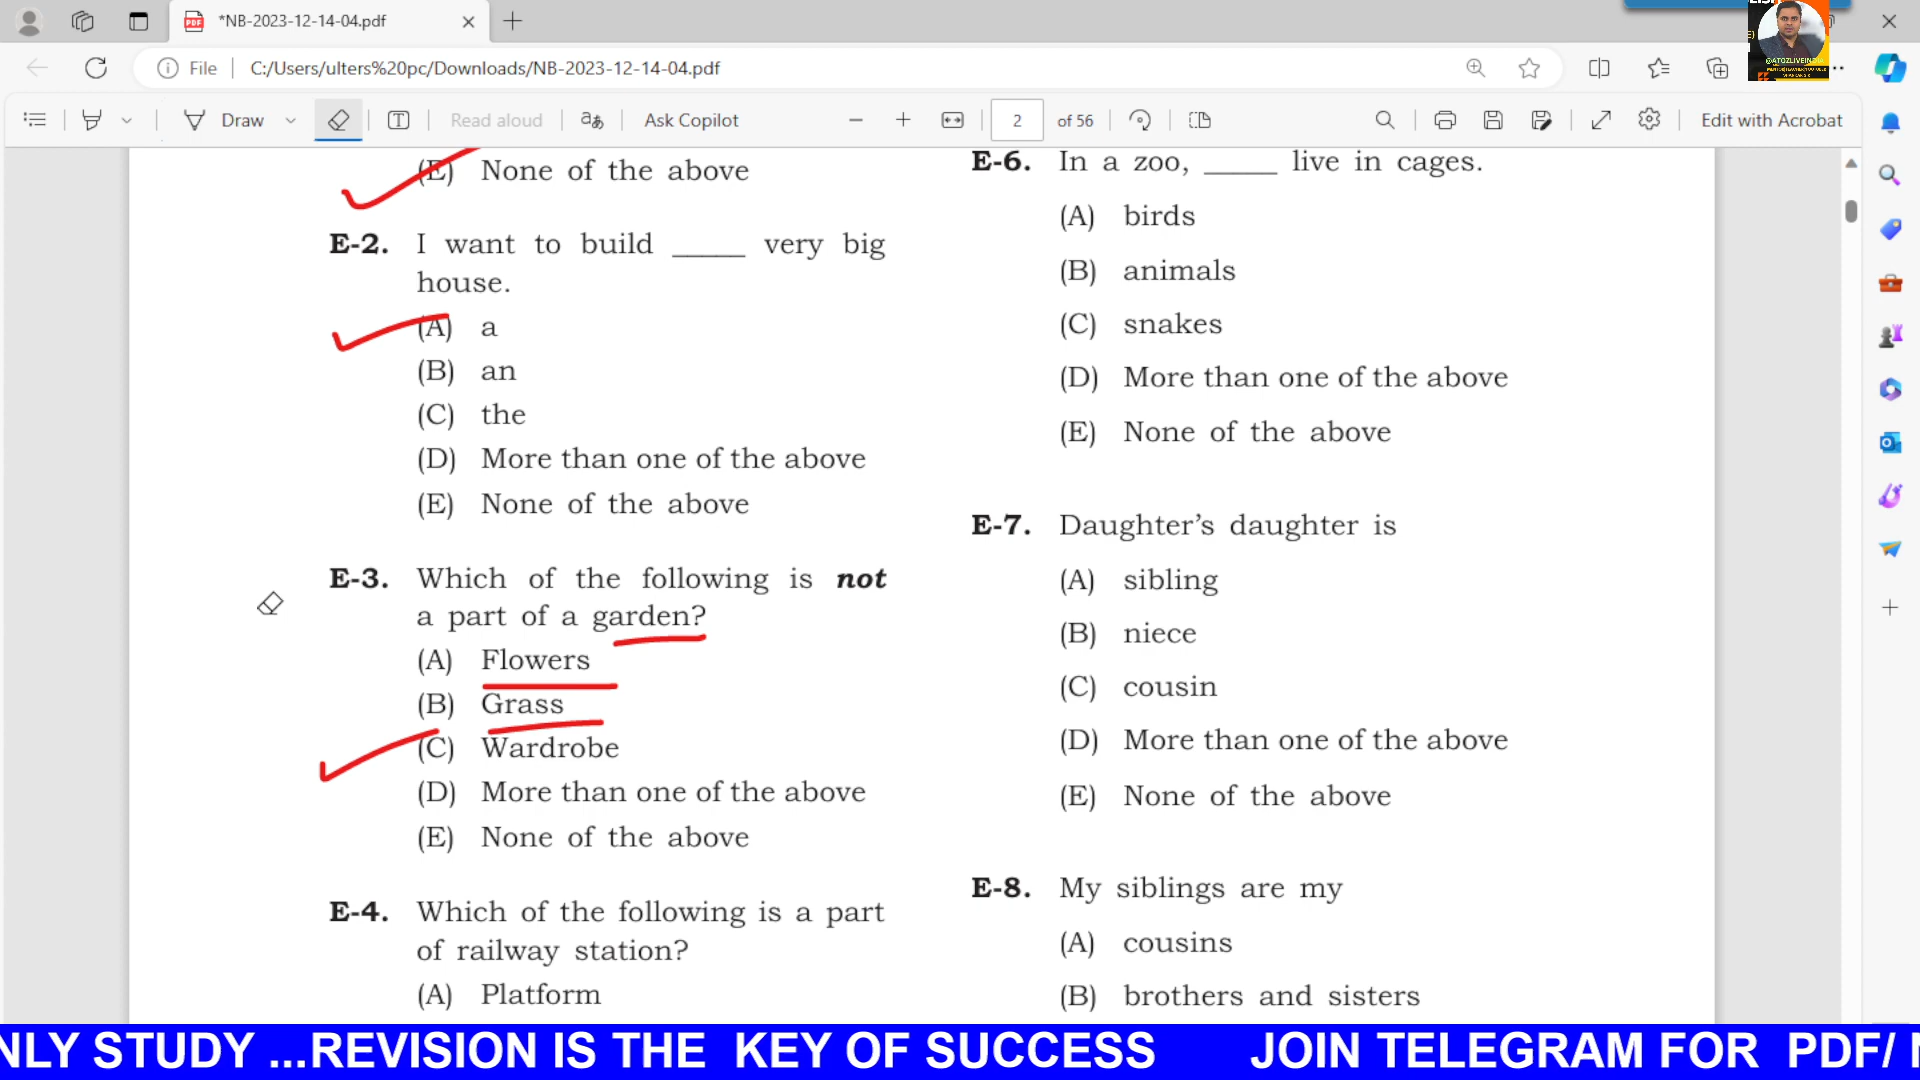 *NB-2023-12-14-04.pdf
File
C:/Users/ulters%20pc/Downloads/NB-2023-12-14-04.pdf
@ATOZLIVEINDIA
Draw
Read aloud
Ask Copilot
2
of 56
Edit with Acrobat
(E) None of the above
E-2. I want to build _____ very big
house.
(A) a
(B) an
(C) the
(D) More than one of the above
(E) None of the above
E-3. Which of the following is not
a part of a garden?
(A) Flowers
(B) Grass
(C) Wardrobe
(D) More than one of the above
(E) None of the above
E-4. Which of the following is a part
of railway station?
(A) Platform
E-6. In a zoo, _____ live in cages.
(A) birds
(B) animals
(C) snakes
(D) More than one of the above
(E) None of the above
E-7. Daughter’s daughter is
(A) sibling
(B) niece
(C) cousin
(D) More than one of the above
(E) None of the above
E-8. My siblings are my
(A) cousins
(B) brothers and sisters
NLY STUDY ...REVISION IS THE KEY OF SUCCESS JOIN TELEGRAM FOR PDF/